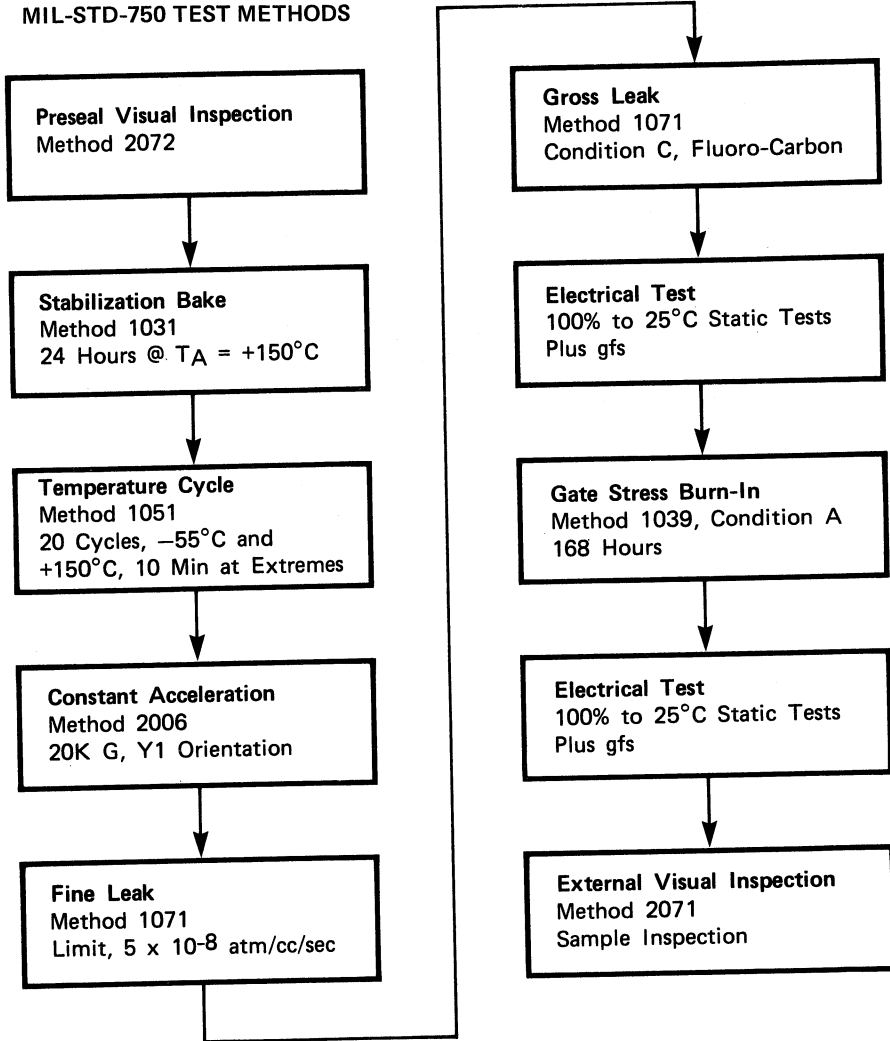 MIL-STD-750 TEST METHODS
Preseal Visual Inspection
Method 2072
Stabilization Bake
Method 1031
24 Hours @ TA = +150°C
Temperature Cycle
Method 1051
20 Cycles, —55°C and
+150°C, 10 Min at Extremes
Constant Acceleration
Method 2006
20K G, Y1 Orientation
Fine Leak
Method 1071
Limit, 5 x 10-8 atm/cc/sec
Gross Leak
Method 1071
Condition C, Fluoro-Carbon
Electrical Test
100% to 25°C Static Tests
Plus gfs
Gate Stress Burn-In
Method 1039, Condition A
168 Hours
Electrical Test
100% to 25°C Static Tests
Plus gfs
External Visual Inspection
Method 2071
Sample Inspection